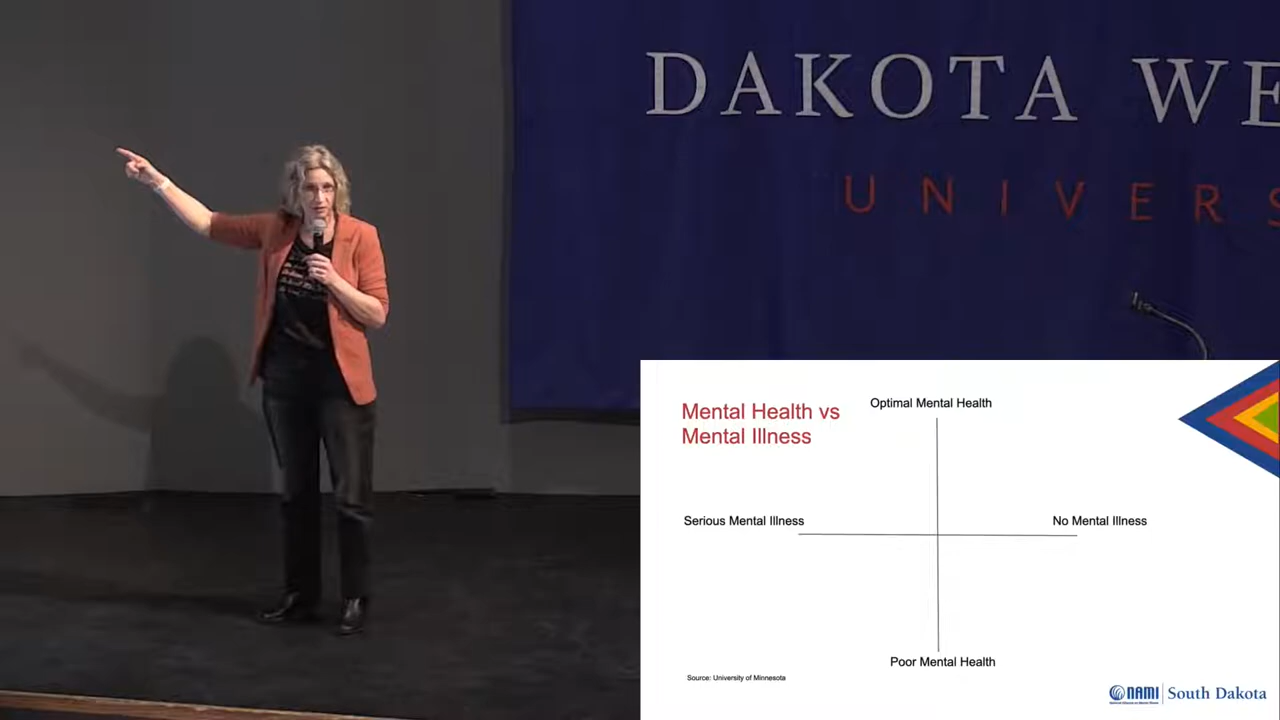 DAKOTA WE
UNIVERS
Mental Health vs
Mental Illness
Optimal Mental Health
Serious Mental Illness
No Mental Illness
Poor Mental Health
Source: University of Minnesota
NAMI South Dakota